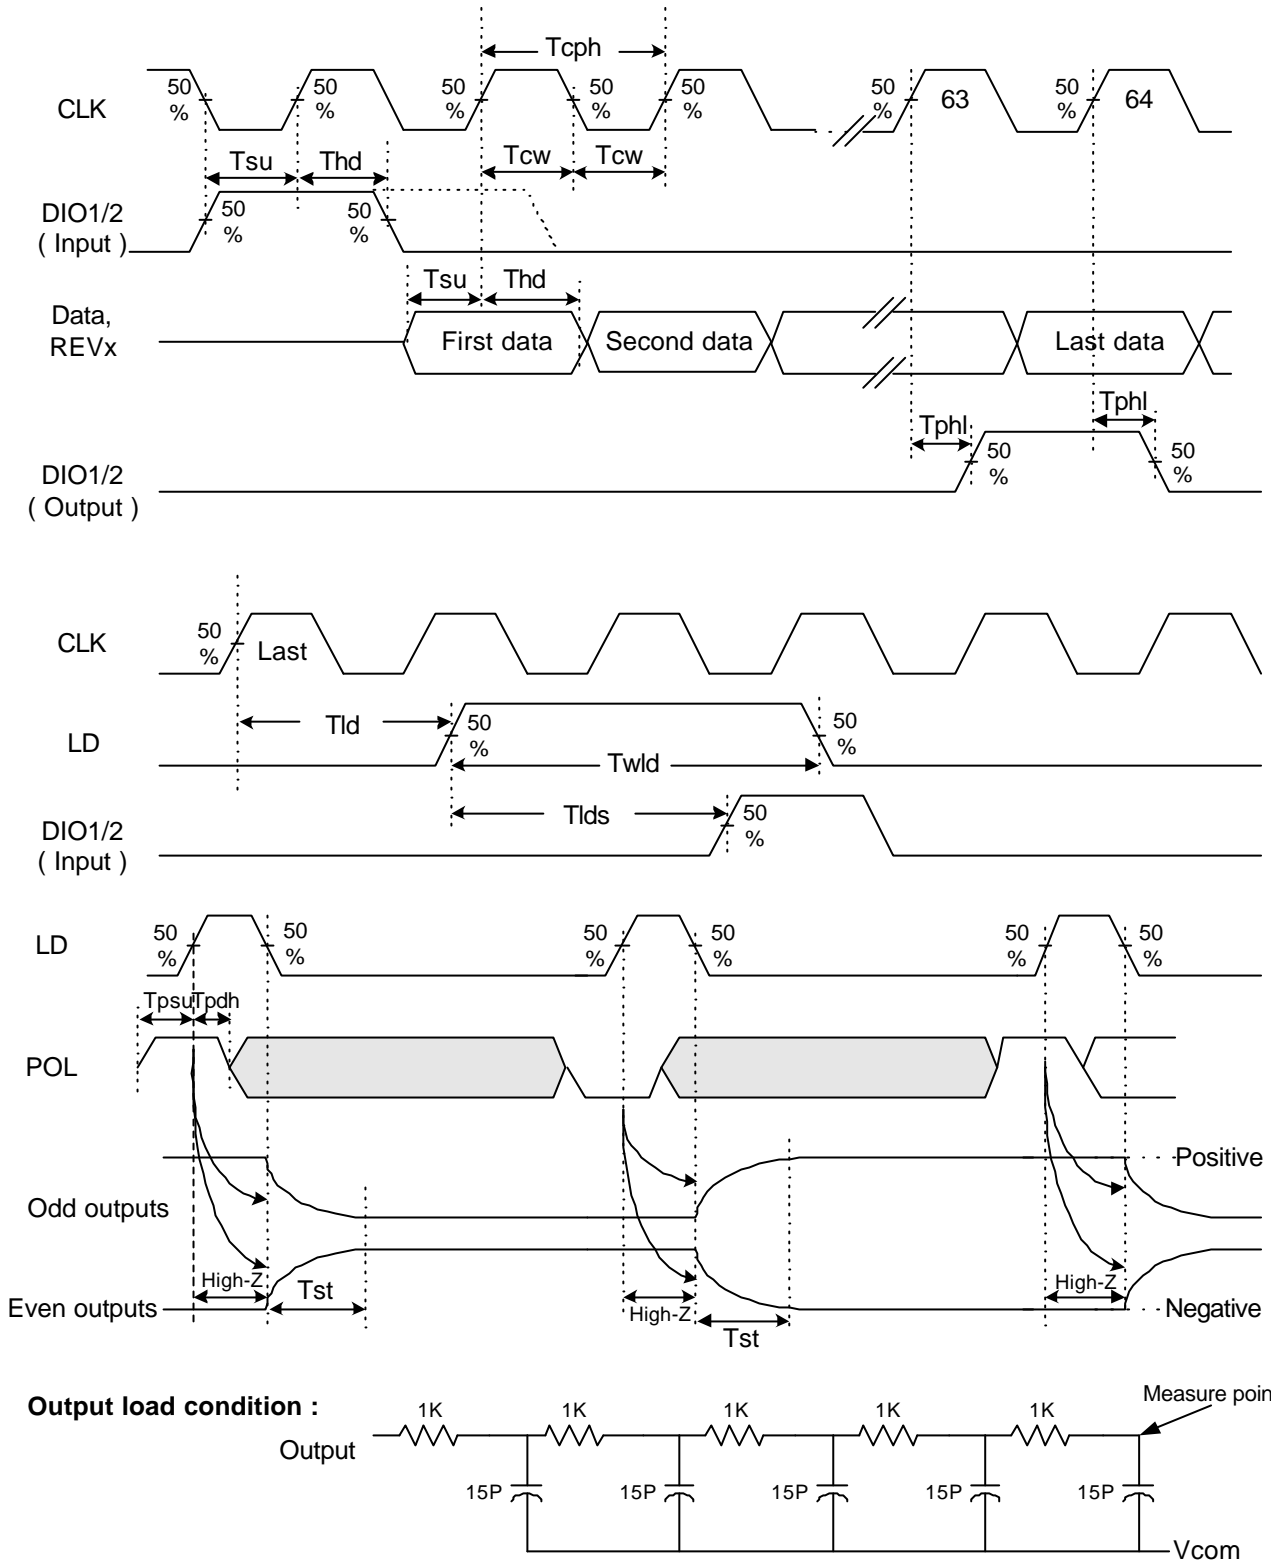 Tcph
50 % 50 % 50 % 50 % 50 % 50 % 63 50 % 64
CLK
Tsu Thd Tcw Tcw
DIO1/2
( Input )
50 % 50 %
Tsu Thd
Data,
REVx
First data Second data Last data
Tphl Tphl
DIO1/2
( Output )
50 % 50 %
CLK
50 % Last
Tld
LD
50 % 50 %
Twld
Tlds
DIO1/2
( Input )
50 %
LD
50 % 50 % 50 % 50 % 50 % 50 %
Tpsu Tpdh
POL
Positive
Odd outputs
High-Z Tst High-Z Tst High-Z
Even outputs
Negative
Output load condition :
Measure poin
1K 1K 1K 1K 1K
Output
15P 15P 15P 15P 15P
Vcom